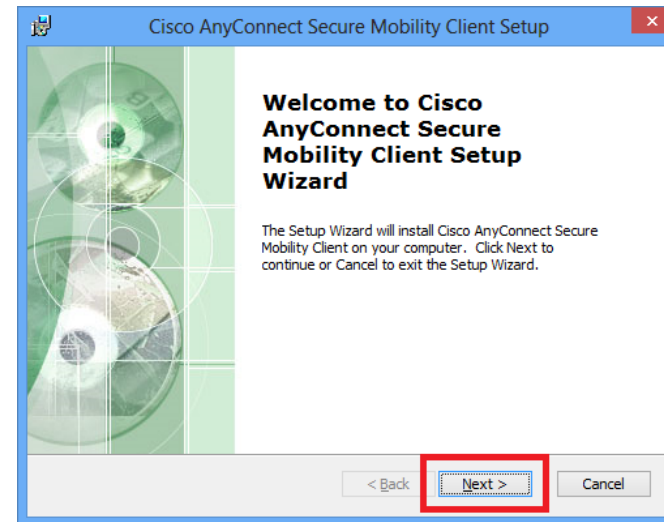 Cisco AnyConnect Secure Mobility Client Setup
Welcome to Cisco
AnyConnect Secure
Mobility Client Setup
Wizard
The Setup Wizard will install Cisco AnyConnect Secure
Mobility Client on your computer. Click Next to
continue or Cancel to exit the Setup Wizard.
< Back
Next >
Cancel